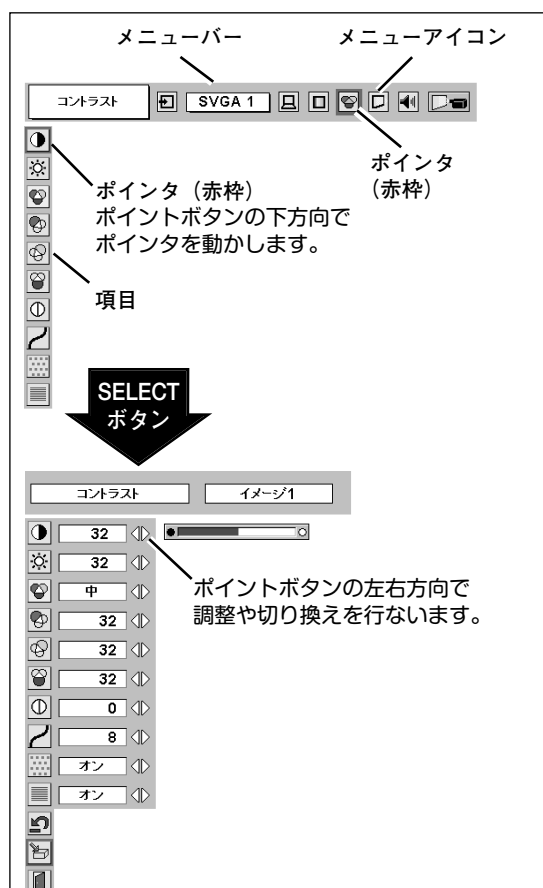 メニューバー
メニューアイコン
コントラスト
SVGA 1
ポインタ
(赤枠)
ポインタ（赤枠）
ポイントボタンの下方向で
ポインタを動かします。
項目
SELECT
ボタン
コントラスト
イメージ1
32
32
中
32
32
32
0
8
オン
オン
ポイントボタンの左右方向で
調整や切り換えを行ないます。